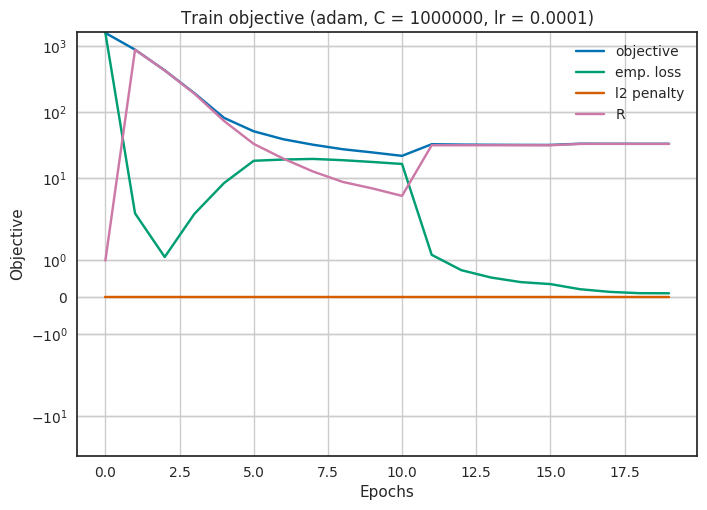 Train objective (adam, C = 1000000, lr = 0.0001)
objective
emp. loss
l2 penalty
R
Objective
10³
10²
10¹
10⁰
0
−10⁰
−10¹
0.0 2.5 5.0 7.5 10.0 12.5 15.0 17.5
Epochs